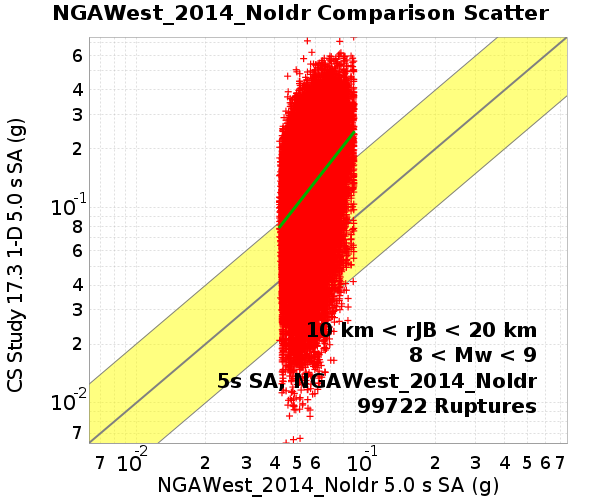 NGAWest_2014_NoIdr Comparison Scatter
CS Study 17.3 1-D 5.0 s SA (g)
6
4
3
2
10-1
8
6
4
3
2
10-2
7
10 km < rJB < 20 km
8 < Mw < 9
5s SA, NGAWest_2014_NoIdr
99722 Ruptures
7 10-2 2 3 4 5 6 10-1 2 3 4 5 6 7
NGAWest_2014_NoIdr 5.0 s SA (g)